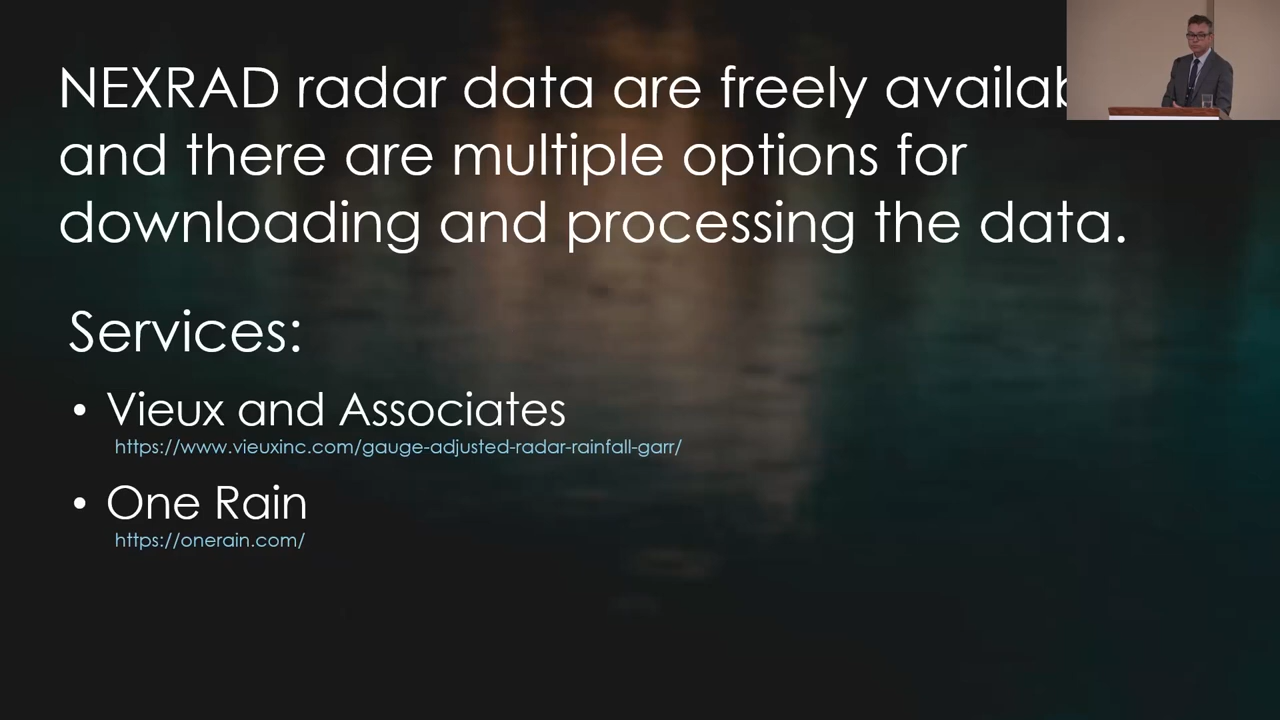 NEXRAD radar data are freely
and there are multiple options for
downloading and processing the data.
Services:
• Vieux and Associates
https://www.vieuxinc.com/gauge-adjusted-radar-rainfall-garr/
• One Rain
https://onerain.com/